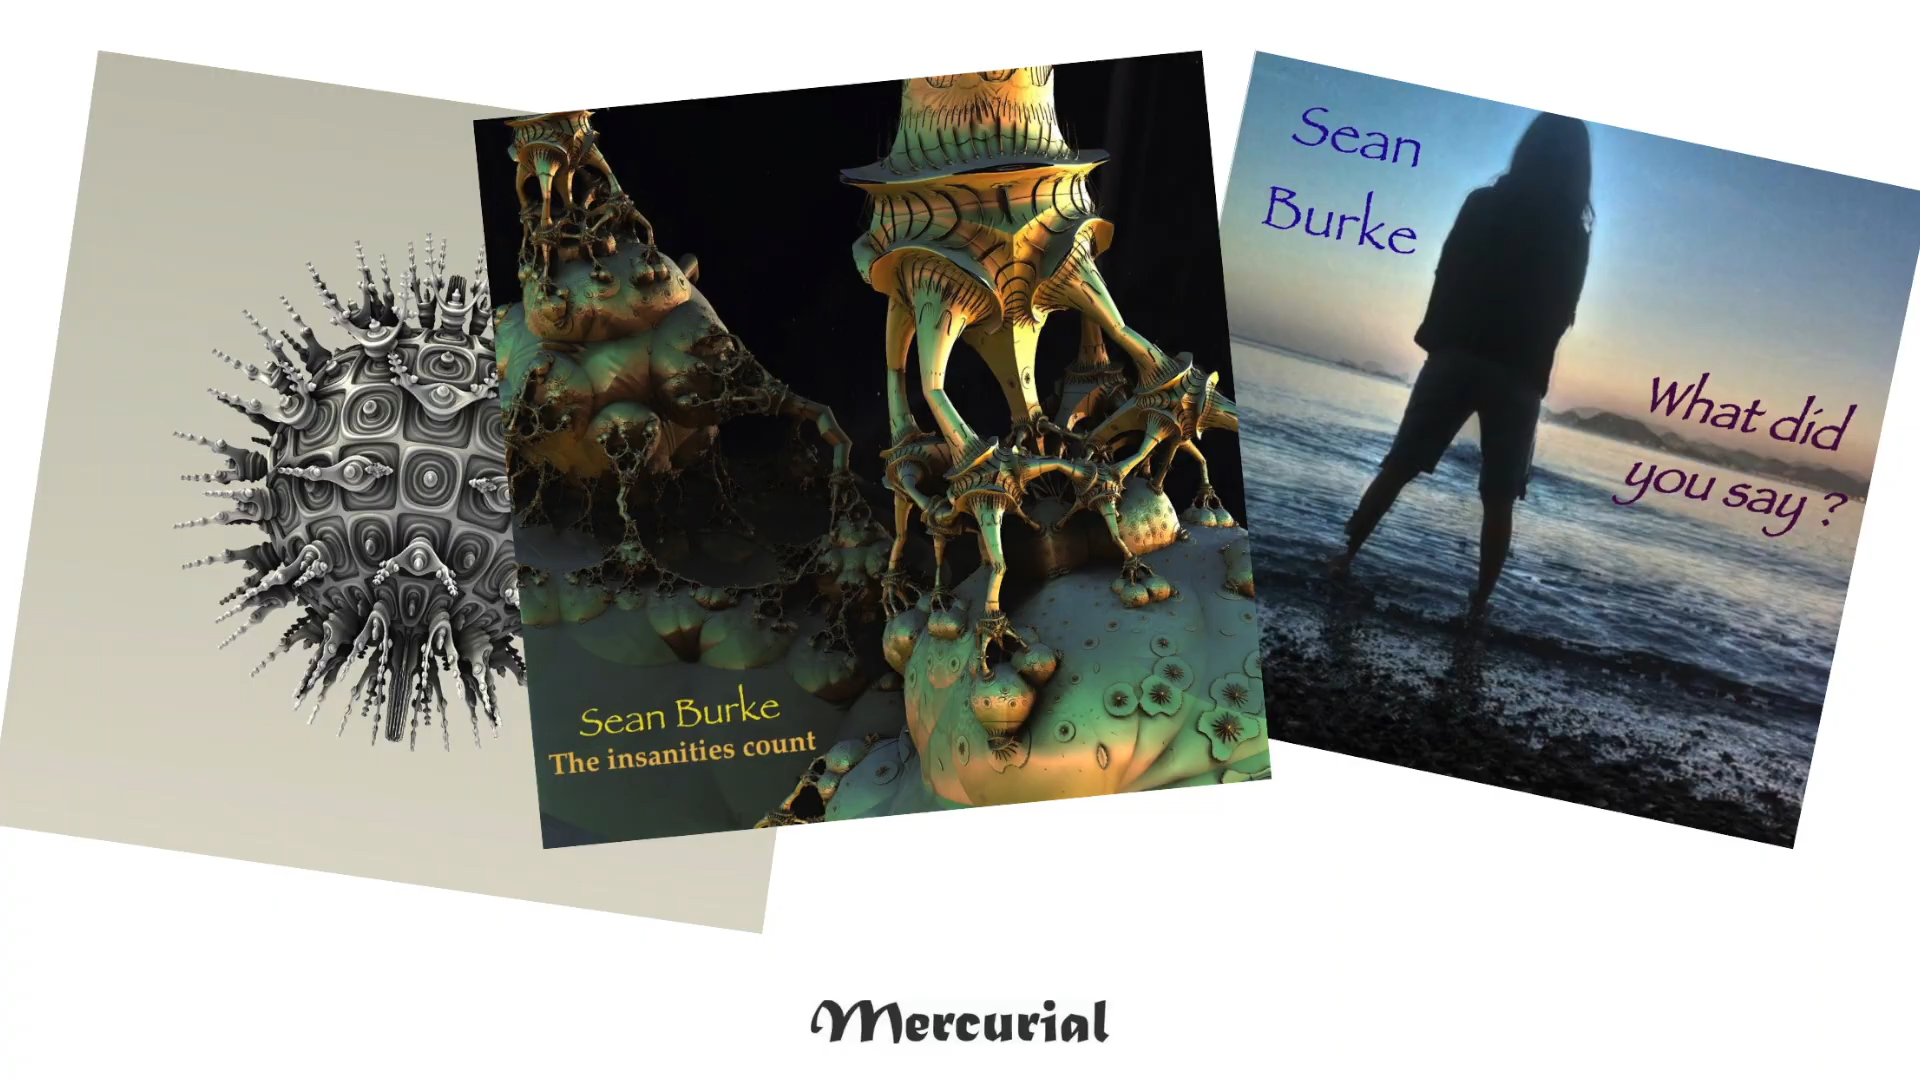 Sean Burke
The insanities count
Sean
Burke
What did
you say ?
Mercurial